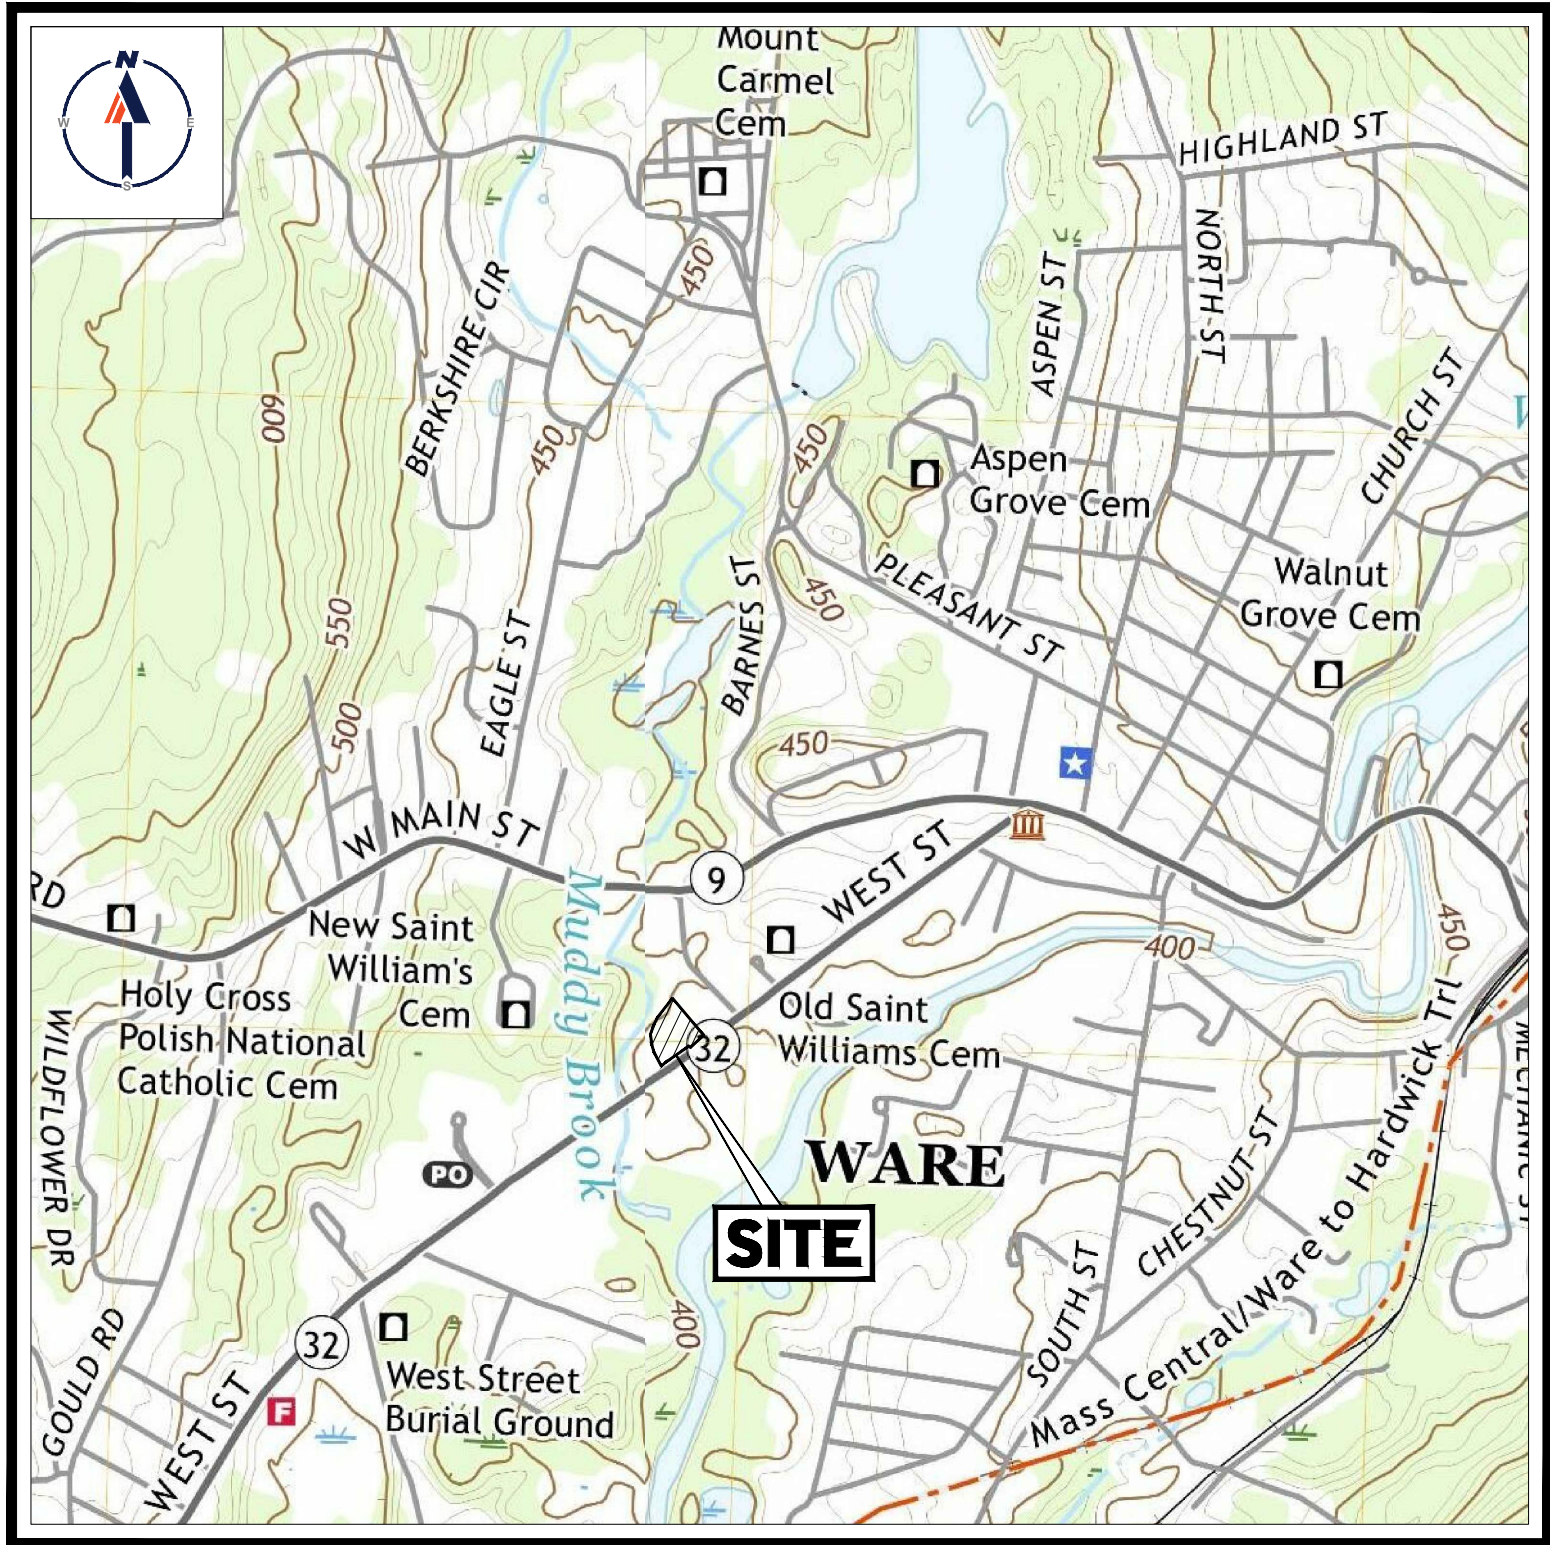 N
W
E
S
Mount
Carmel
Cem
HIGHLAND ST
NORTH ST
ASPEN ST
450
BERKSHIRE CIR
CHURCH ST
600
450
450
Aspen
Grove Cem
PLEASANT ST
Walnut
Grove Cem
BARNES ST
450
550
EAGLE ST
500
450
W MAIN ST
WEST ST
9
RD
Muddy Brook
New Saint
William's
Cem
400
450
Holy Cross
Polish National
Catholic Cem
Old Saint
Williams Cem
32
WILDFLOWER DR
MECHANIC ST
PO
WARE
CHESTNUT ST
SITE
SOUTH ST
Mass Central/Ware to Hardwick Trl
400
32
GOULD RD
WEST ST
F
West Street
Burial Ground